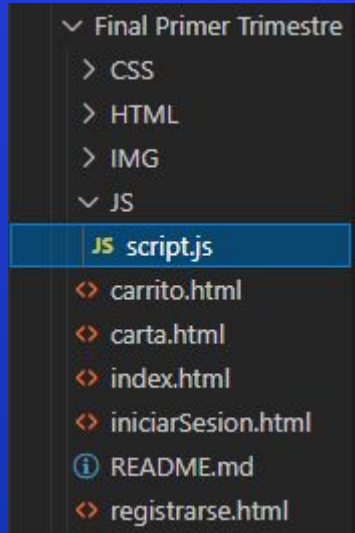 Final Primer Trimestre
CSS
HTML
IMG
JS
JS script.js
carrito.html
carta.html
index.html
iniciarSesion.html
README.md
registrarse.html